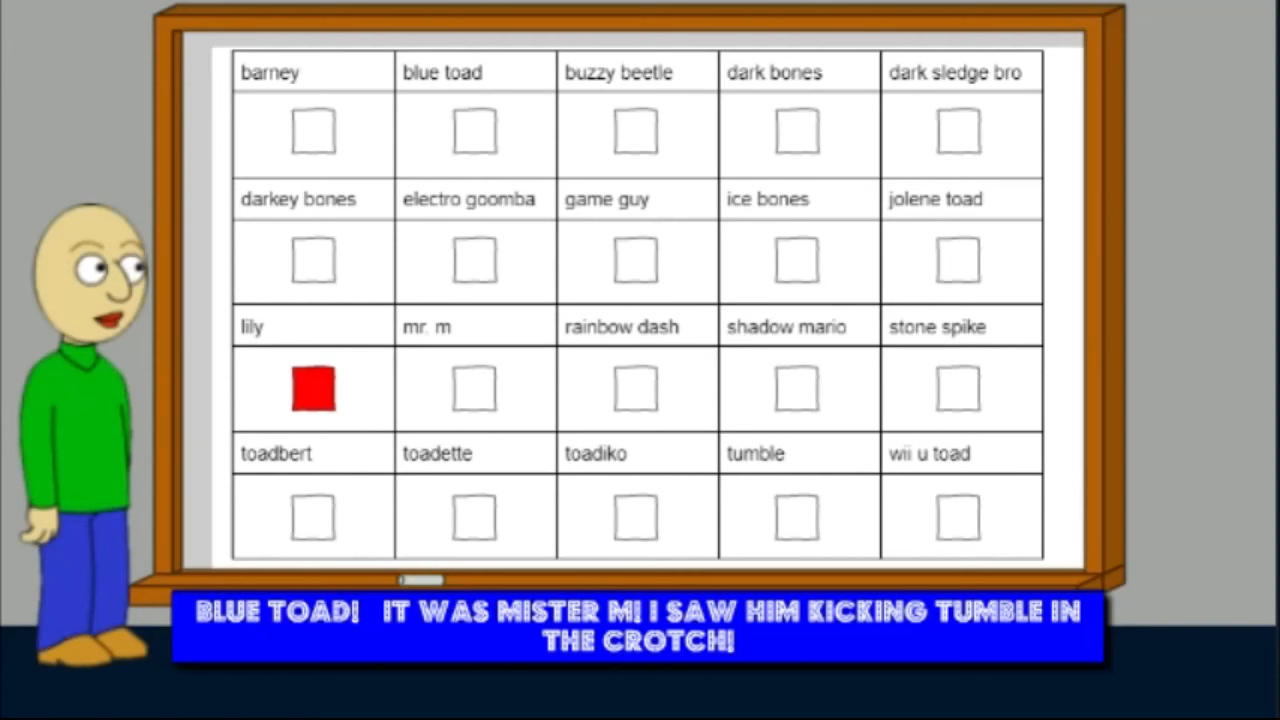 barney blue toad buzzy beetle dark bones dark sledge bro
darkey bones electro goomba game guy ice bones jolene toad
lily mr. m rainbow dash shadow mario stone spike
toadbert toadette toadiko tumble wii u toad
BLUE TOAD! IT WAS MISTER M! I SAW HIM KICKING TUMBLE IN
THE CROTCH!